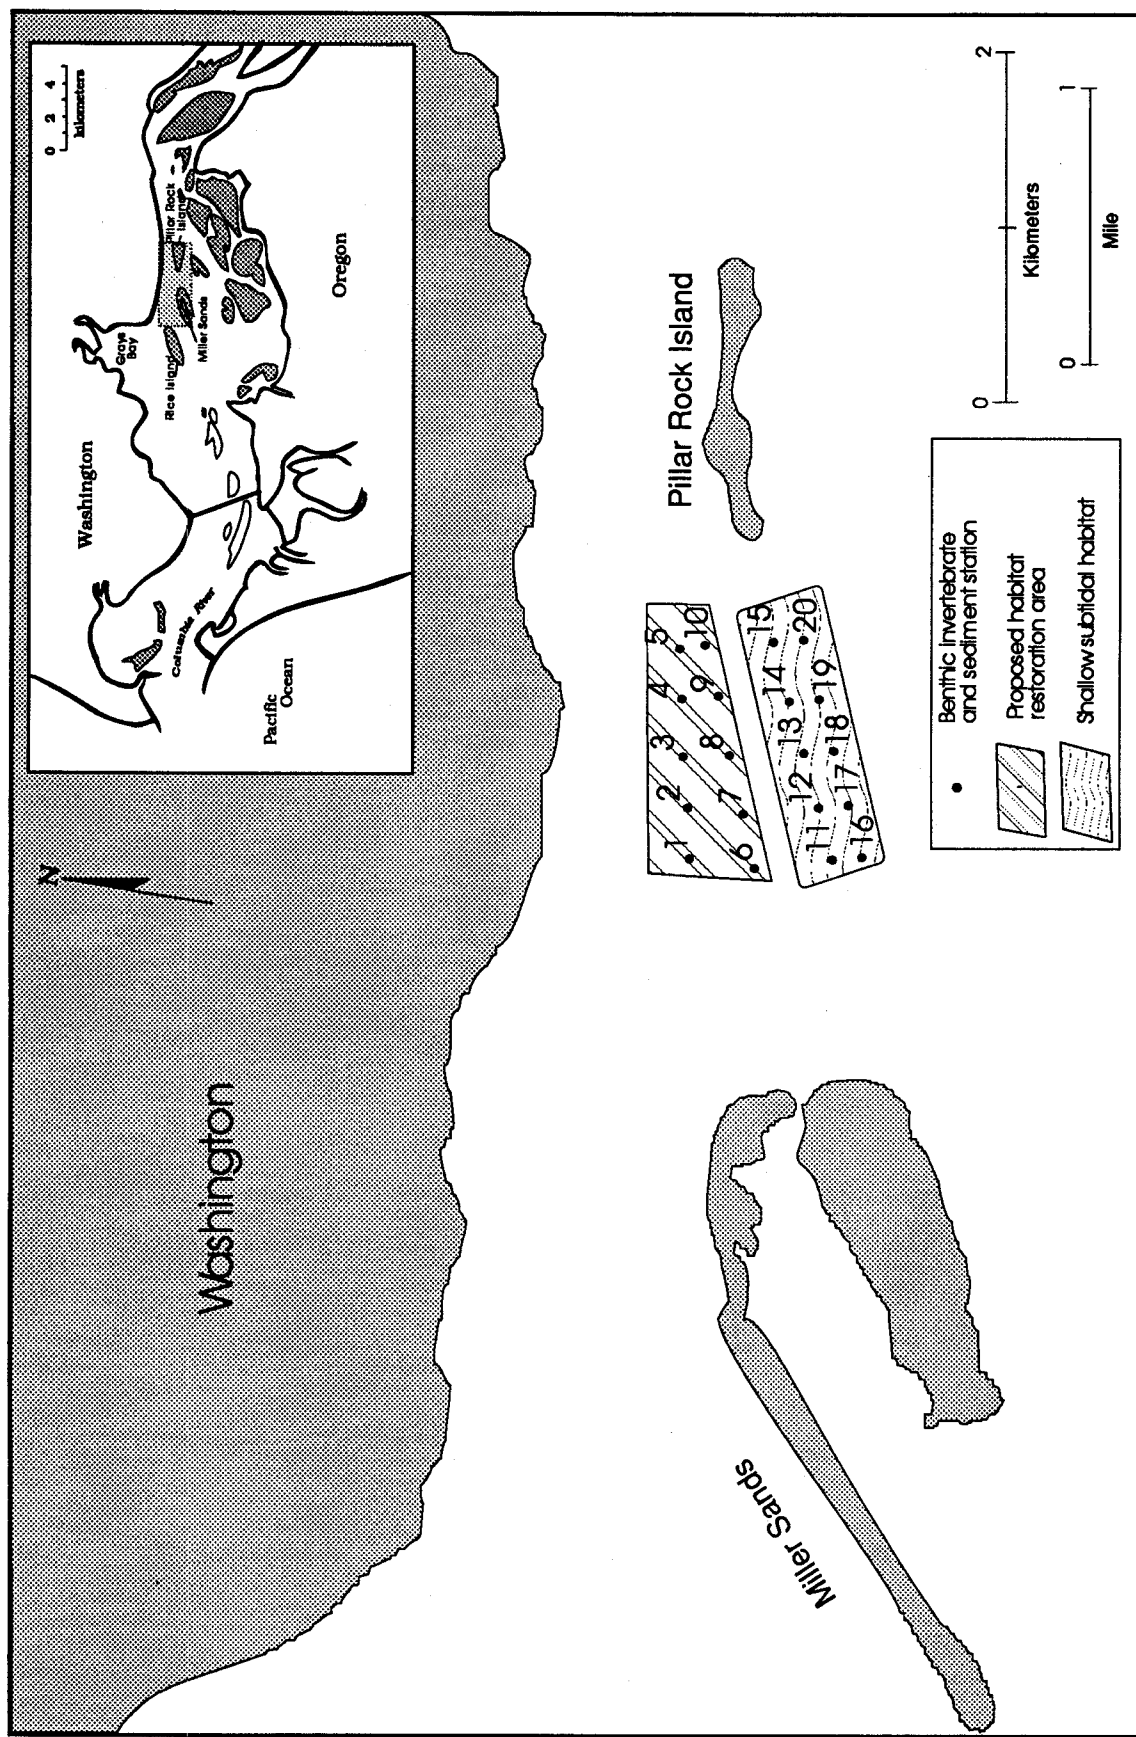 Washington
Grays
Bay
Rice Island
Miller Sands
Pillar Rock
Island
Oregon
Columbia River
Pacific
Ocean
0 2 4
kilometers
N
Washington
Miller Sands
Pillar Rock Island
1
2
3
4
5
6
7
8
9
10
11
12
13
14
15
16
17
18
19
20
Benthic invertebrate
and sediment station
Proposed habitat
restoration area
Shallow subtidal habitat
0 2
Kilometers
0 1
Mile